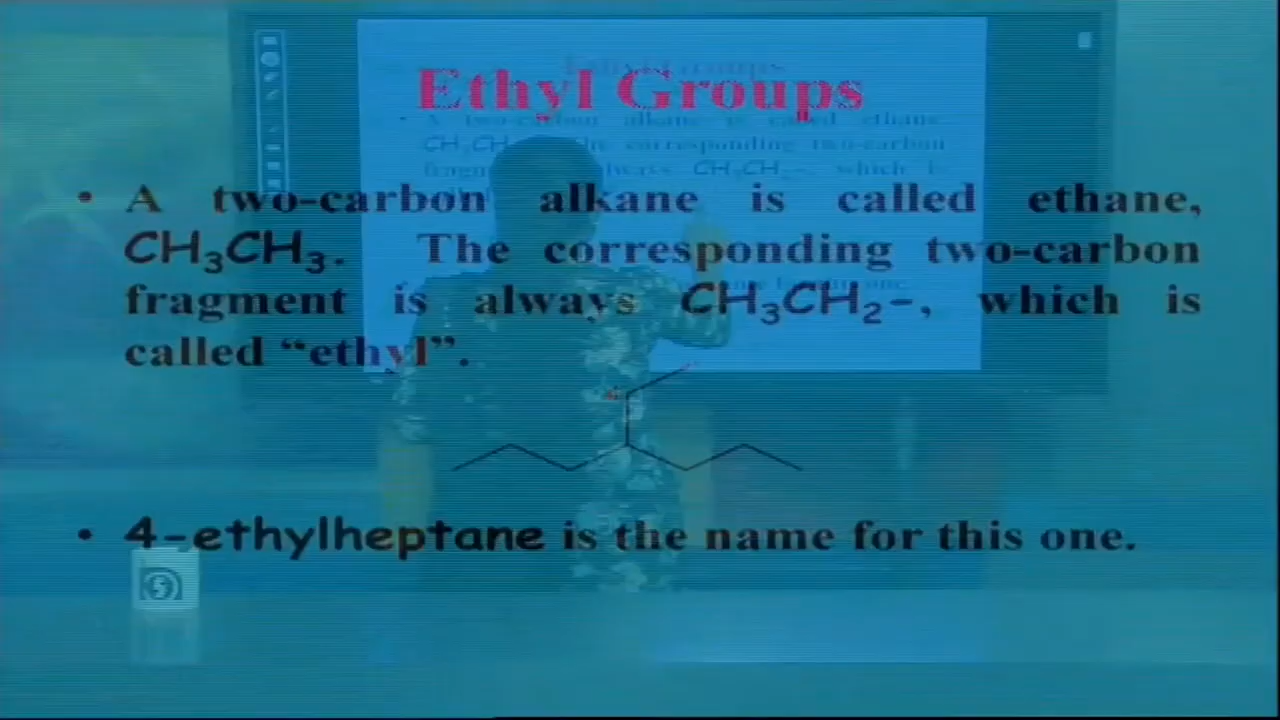 Ethyl Groups
• A two-carbon alkane is called ethane,
CH₃CH₃. The corresponding two-carbon
fragment is always CH₃CH₂-, which is
called “ethyl”.
• 4-ethylheptane is the name for this one.